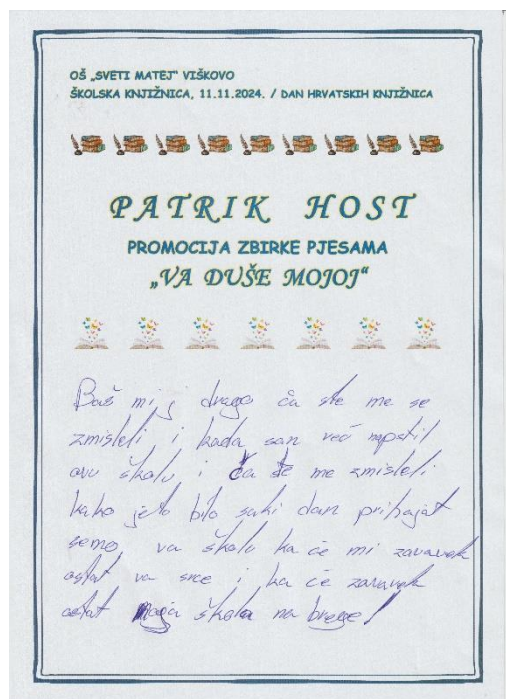 OŠ „SVETI MATEJ" VIŠKOVO
ŠKOLSKA KNJIŽNICA, 11.11.2024. / DAN HRVATSKIH KNJIŽNICA
PATRIK HOST
PROMOCIJA ZBIRKE PJESAMA
„VA DUŠE MOJOJ"
Baš mi j drago ča ste me se
zmisleli i kada san već napstil
ovu školu, i ča ste me zmisleli
kako je to bilo saki dan prihajat
semo, va školu ka će mi zavavek
ostat va srce i ka će zavavek
ostat moja škola na brege!